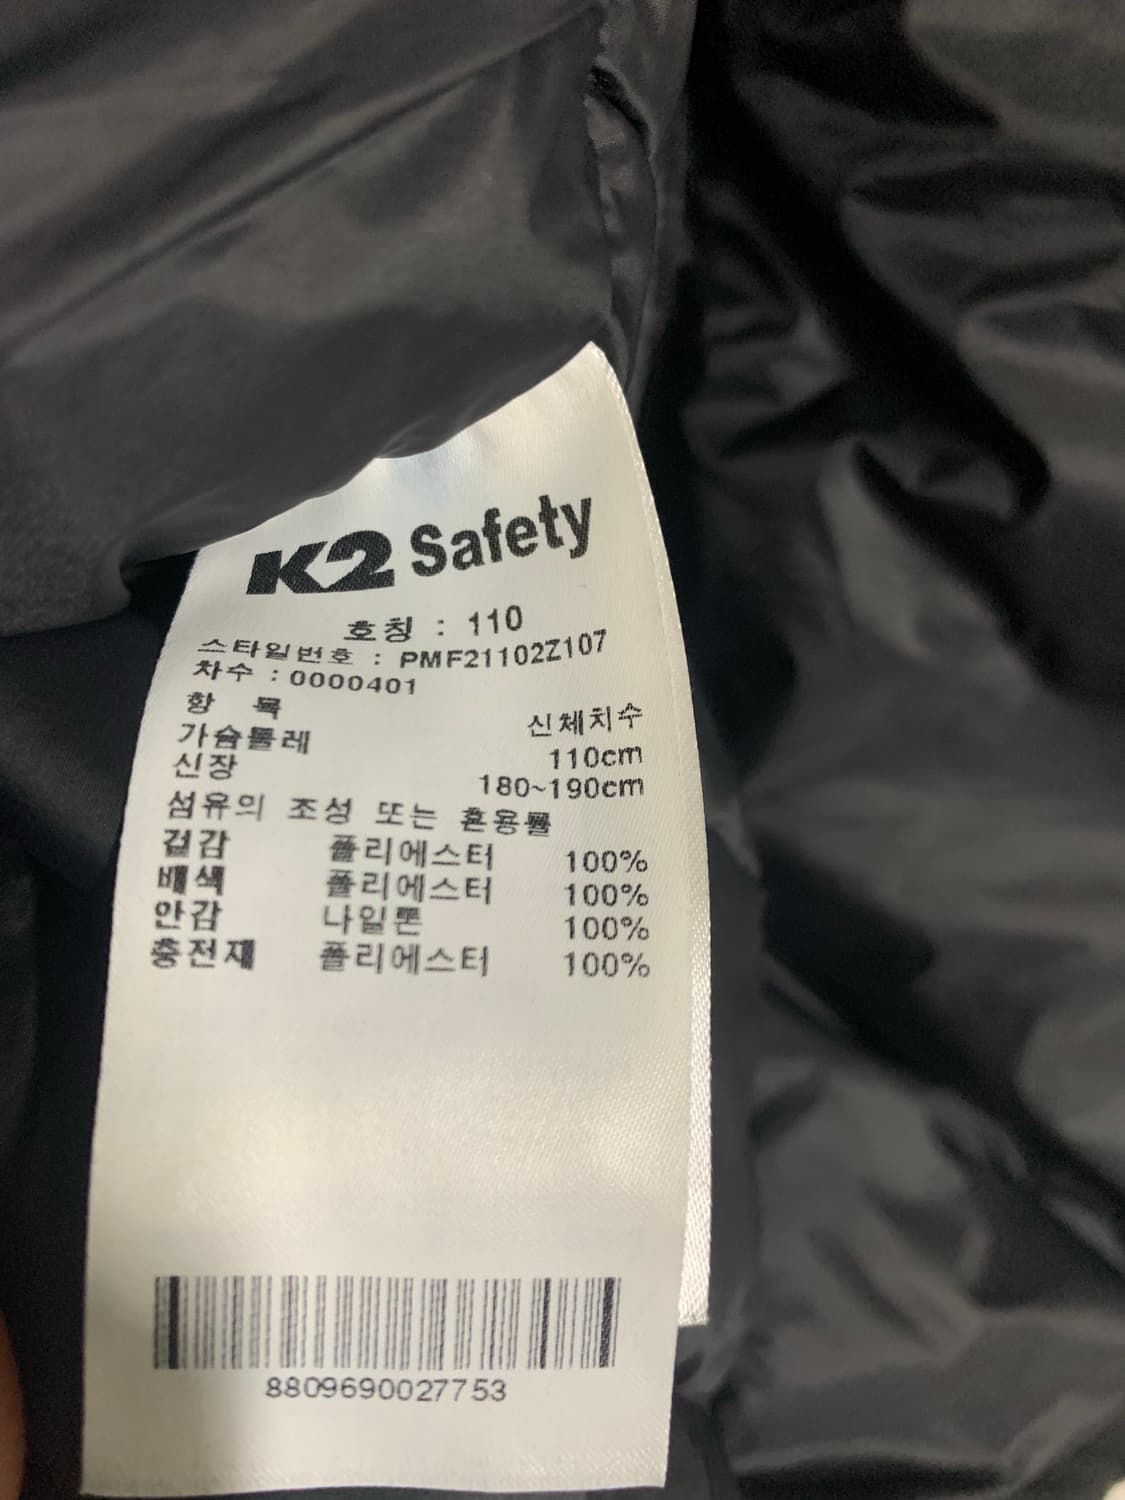 K2 Safety
호칭 : 110
스타일번호 : PMF21102Z107
차수 : 0000401
항 목 신체치수
가슴둘레 110cm
신장 180~190cm
섬유의 조성 또는 혼용률
겉감 폴리에스터 100%
배색 폴리에스터 100%
안감 나일론 100%
충전재 폴리에스터 100%
8809690027753